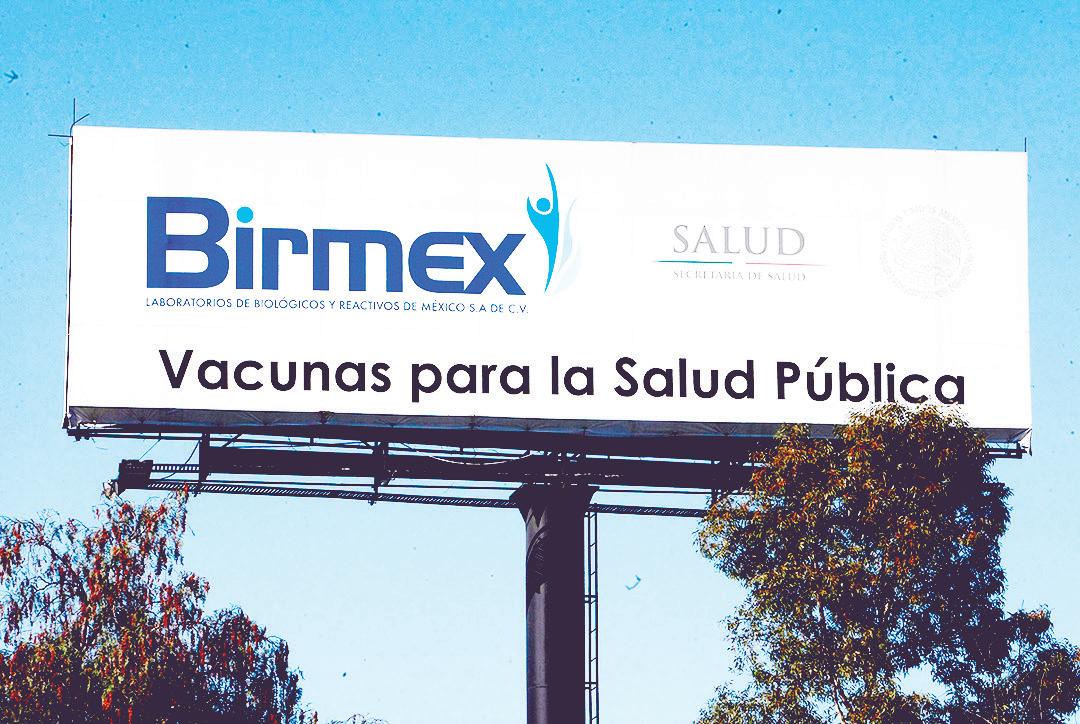 Birmex
LABORATORIOS DE BIOLÓGICOS Y REACTIVOS DE MÉXICO S.A DE C.V.
SALUD
SECRETARÍA DE SALUD
Vacunas para la Salud Pública